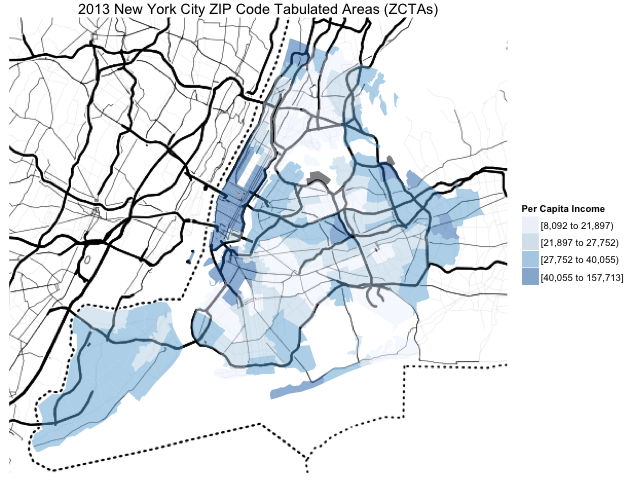 2013 New York City ZIP Code Tabulated Areas (ZCTAs)
Per Capita Income
[8,092 to 21,897)
[21,897 to 27,752)
[27,752 to 40,055)
[40,055 to 157,713]